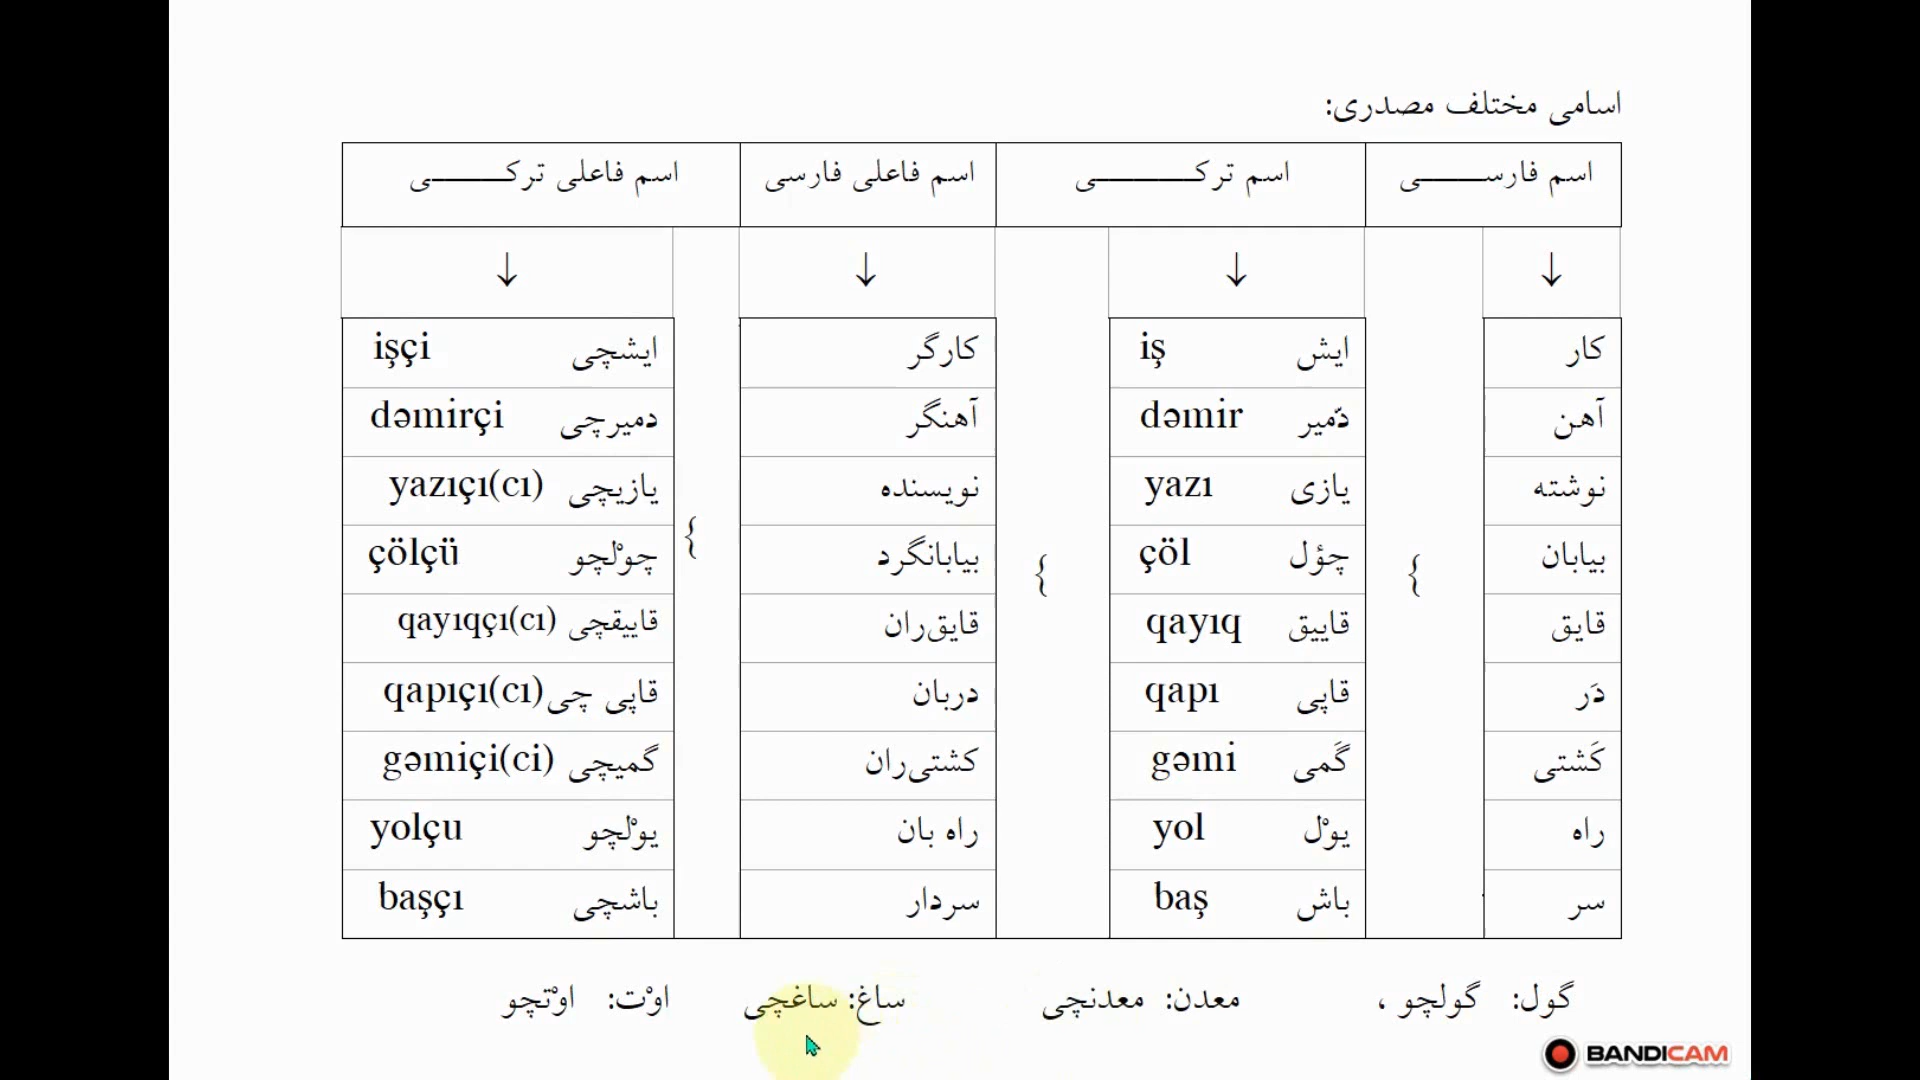 اسامی مختلف مصدری:
اسم فارســـــی اسم ترکـــــــــی اسم فاعلی فارسی اسم فاعلی ترکـــــــی
↓ ↓ ↓ ↓
کار ایش iş کارگر ایشچی işçi
آهن دّمیر dəmir آهنگر دمیرچی dəmirçi
نوشته یازی yazı نویسنده یازیچی yazıçı(cı)
بیابان چؤل çöl بیابانگرد چوْلچو çölçü
قایق قاییق qayıq قایق‌ران قاییقچی qayıqçı(cı)
دَر قاپی qapı دربان قاپی چی qapıçı(cı)
کَشتی گَمی gəmi کشتی‌ران گمیچی gəmiçi(ci)
راه یوْل yol راه بان یوْلچو yolçu
سر باش baş سردار باشچی başçı
گول: گولچو ، معدن: معدنچی ساغ: ساغچی اوْت: اوْتچو
BANDICAM